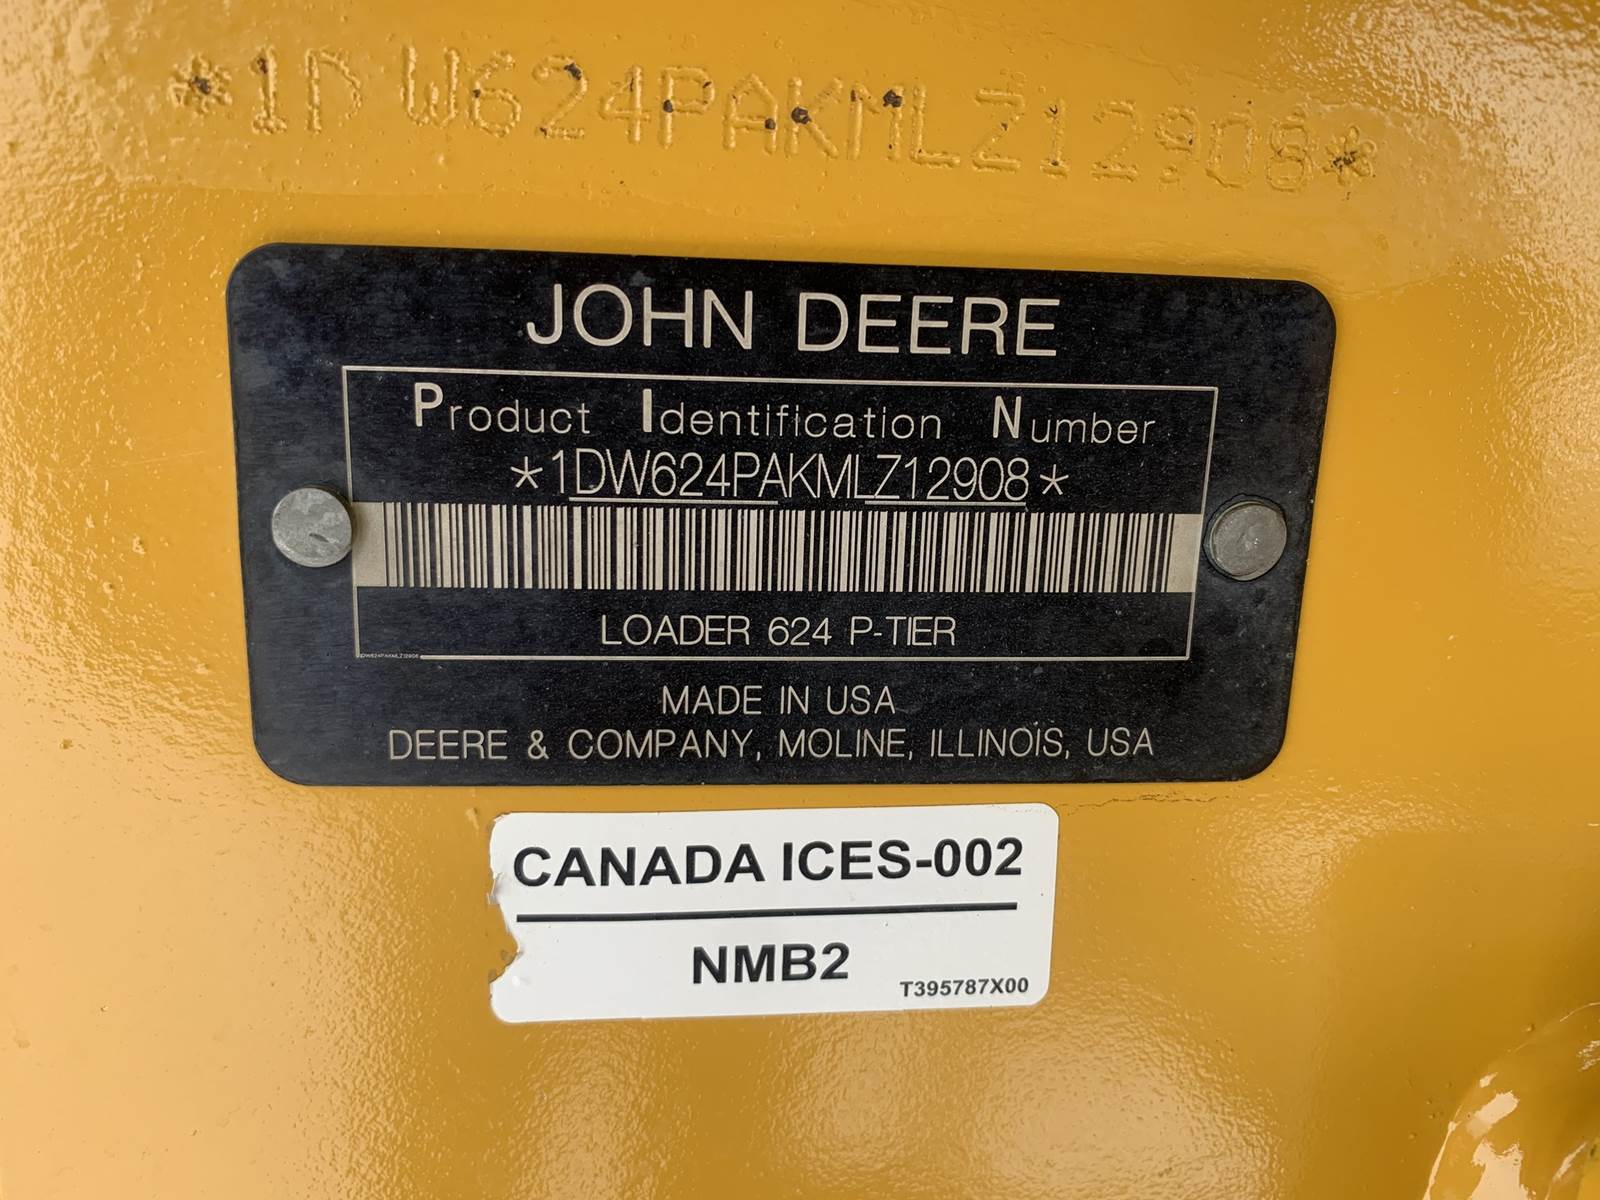 *1DW624PAKMLZ12908*
JOHN DEERE
Product Identification Number
*1DW624PAKMLZ12908*
LOADER 624 P-TIER
1DW624PAKMLZ12908
MADE IN USA
DEERE & COMPANY, MOLINE, ILLINOIS, USA
CANADA ICES-002
NMB2
T395787X00